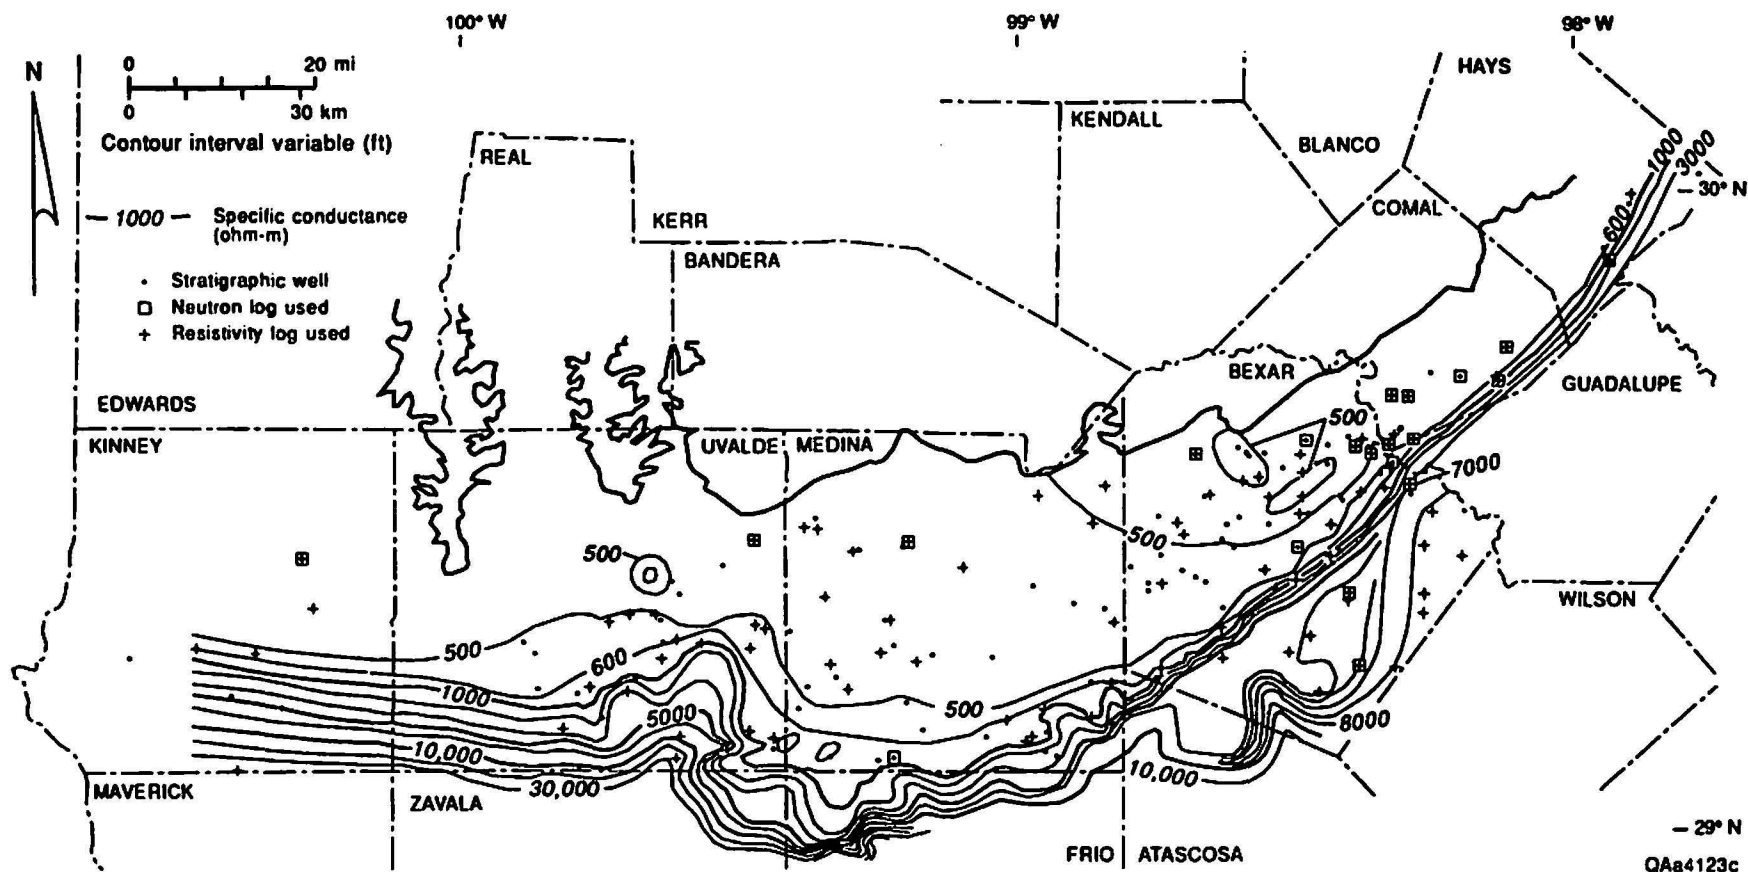 100° W
99° W
98° W
N
0 20 mi
0 30 km
Contour interval variable (ft)
1000 Specific conductance
(ohm-m)
Stratigraphic well
Neutron log used
Resistivity log used
HAYS
KENDALL
BLANCO
REAL
1000
3000
30° N
COMAL
KERR
600
BANDERA
BEXAR
GUADALUPE
EDWARDS
500
KINNEY
UVALDE
MEDINA
7000
500
500
WILSON
500
600
1000
500
5000
8000
10,000
10,000
MAVERICK
ZAVALA
30,000
29° N
FRIO
ATASCOSA
QAa4123c